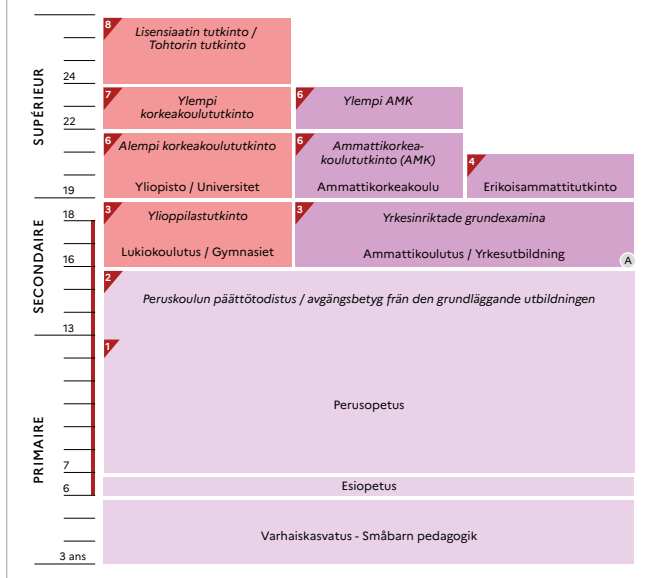 8
Lisensiaatin tutkinto /
Tohtorin tutkinto
24
7
Ylempi
korkeakoulututkinto
6
Ylempi AMK
22
SUPÉRIEUR
6
Alempi korkeakoulututkinto
Yliopisto / Universitet
6
Ammattikorkea-
koulututkinto (AMK)
Ammattikorkeakoulu
4
Erikoisammattitutkinto
19
3
Ylioppilastutkinto
Lukiokoulutus / Gymnasiet
3
Yrkesinriktade grundexamina
Ammattikoulutus / Yrkesutbildning
A
18
16
SECONDAIRE
2
Peruskoulun päättötodistus / avgängsbetyg frän den grundläggande utbildningen
13
1
Perusopetus
PRIMAIRE
7
Esiopetus
6
Varhaiskasvatus - Småbarn pedagogik
3 ans